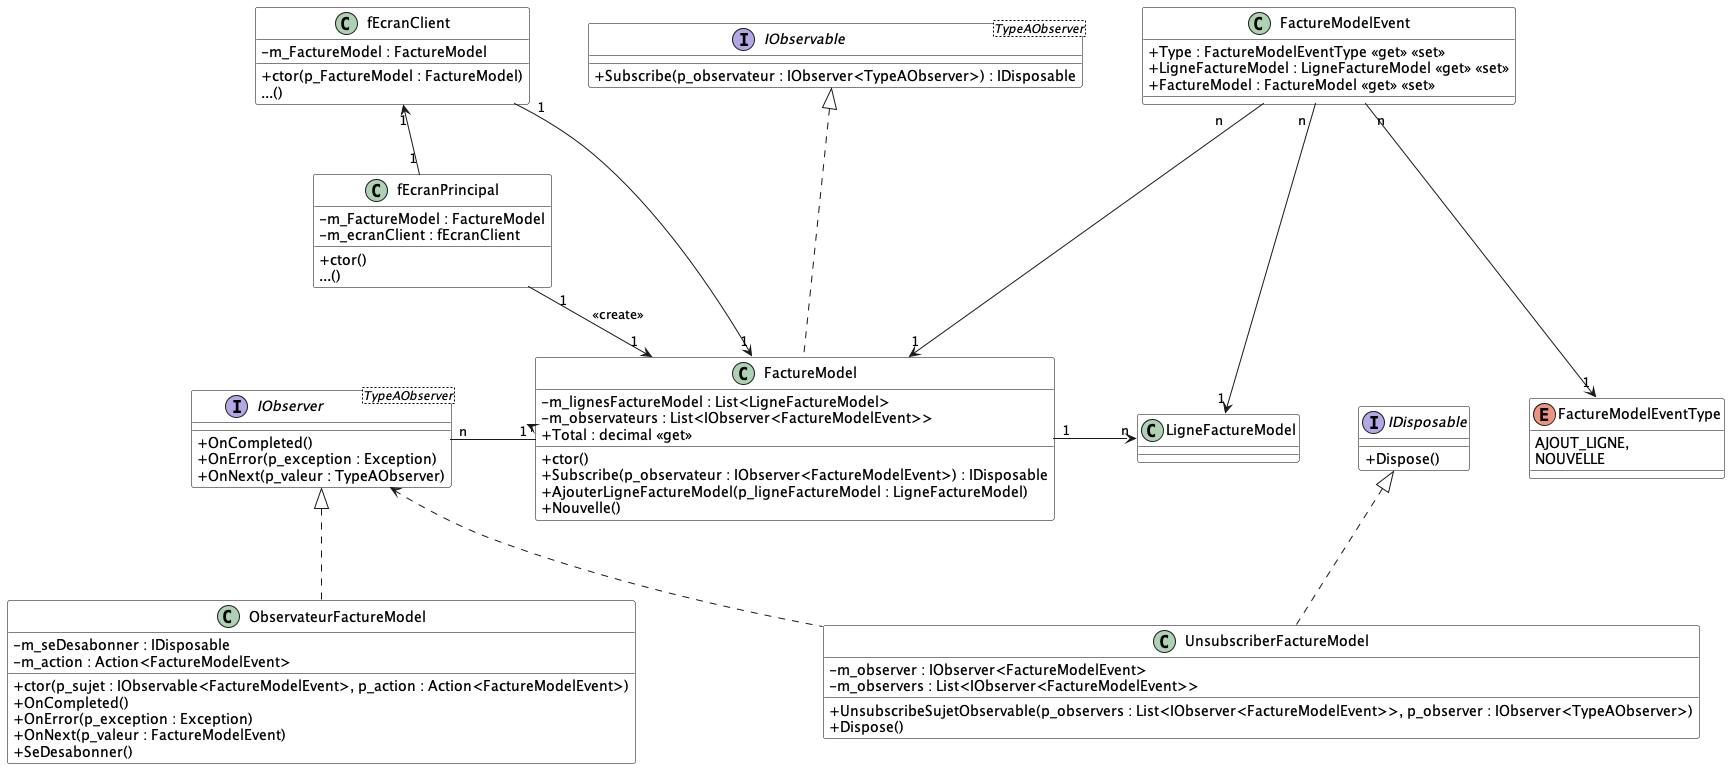 C fEcranClient
-m_FactureModel : FactureModel
+ctor(p_FactureModel : FactureModel)
...()
TypeAObserver
I IObservable
+Subscribe(p_observateur : IObserver<TypeAObserver>) : IDisposable
C FactureModelEvent
+Type : FactureModelEventType «get» «set»
+LigneFactureModel : LigneFactureModel «get» «set»
+FactureModel : FactureModel «get» «set»
1
1
n
n
n
1
C fEcranPrincipal
-m_FactureModel : FactureModel
-m_ecranClient : fEcranClient
+ctor()
...()
1
«create»
1
1
1
1
1
C FactureModel
-m_lignesFactureModel : List<LigneFactureModel>
-m_observateurs : List<IObserver<FactureModelEvent>>
+Total : decimal «get»
+ctor()
+Subscribe(p_observateur : IObserver<FactureModelEvent>) : IDisposable
+AjouterLigneFactureModel(p_ligneFactureModel : LigneFactureModel)
+Nouvelle()
TypeAObserver
I IObserver
+OnCompleted()
+OnError(p_exception : Exception)
+OnNext(p_valeur : TypeAObserver)
n
1
1
n
C LigneFactureModel
I IDisposable
+Dispose()
E FactureModelEventType
AJOUT_LIGNE,
NOUVELLE
C ObservateurFactureModel
-m_seDesabonner : IDisposable
-m_action : Action<FactureModelEvent>
+ctor(p_sujet : IObservable<FactureModelEvent>, p_action : Action<FactureModelEvent>)
+OnCompleted()
+OnError(p_exception : Exception)
+OnNext(p_valeur : FactureModelEvent)
+SeDesabonner()
C UnsubscriberFactureModel
-m_observer : IObserver<FactureModelEvent>
-m_observers : List<IObserver<FactureModelEvent>>
+UnsubscribeSujetObservable(p_observers : List<IObserver<FactureModelEvent>>, p_observer : IObserver<TypeAObserver>)
+Dispose()